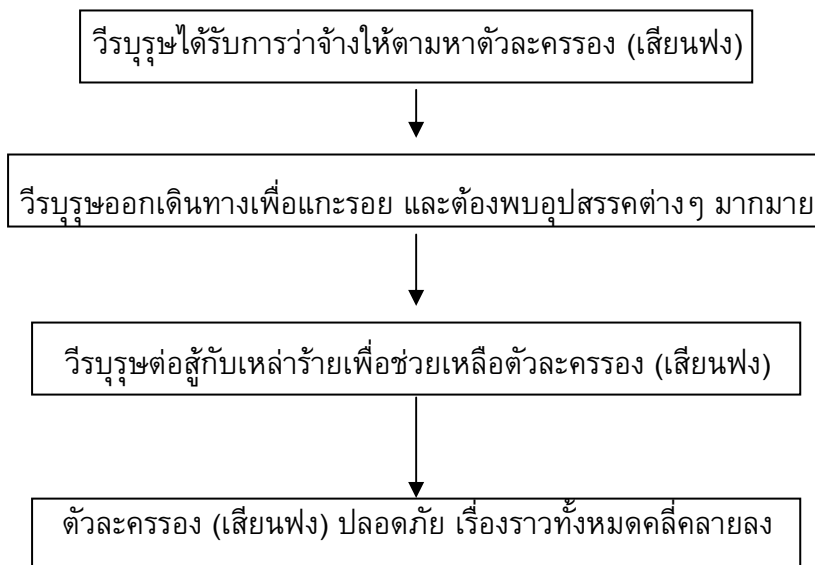 วีรบุรุษได้รับการว่าจ้างให้ตามหาตัวละครรอง (เสียนฟง)
วีรบุรุษออกเดินทางเพื่อแกะรอย และต้องพบอุปสรรคต่างๆ มากมาย
วีรบุรุษต่อสู้กับเหล่าร้ายเพื่อช่วยเหลือตัวละครรอง (เสียนฟง)
ตัวละครรอง (เสียนฟง) ปลอดภัย เรื่องราวทั้งหมดคลี่คลายลง